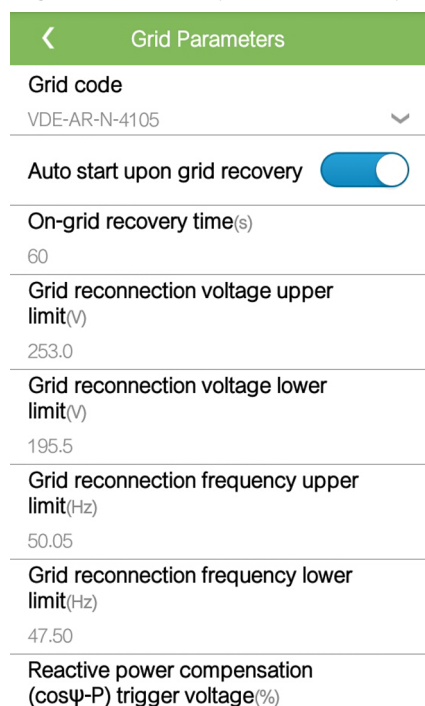 Grid Parameters
Grid code
VDE-AR-N-4105
Auto start upon grid recovery
On-grid recovery time(s)
60
Grid reconnection voltage upper
limit(V)
253.0
Grid reconnection voltage lower
limit(V)
195.5
Grid reconnection frequency upper
limit(Hz)
50.05
Grid reconnection frequency lower
limit(Hz)
47.50
Reactive power compensation
(cosψ-P) trigger voltage(%)